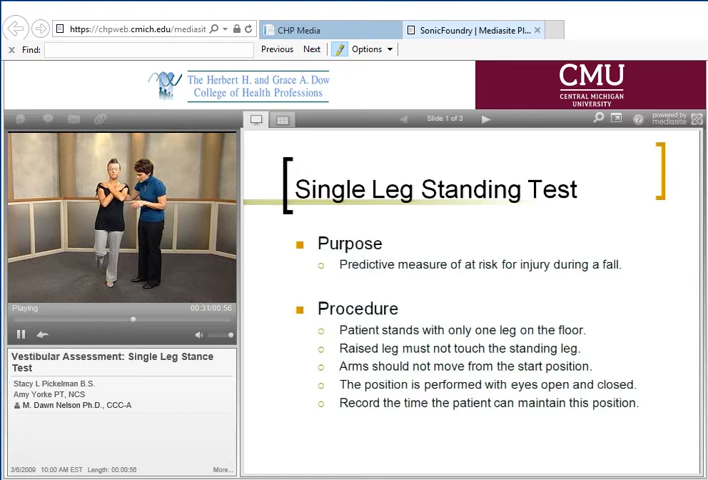 https://chpweb.cmich.edu/mediasit
CHP Media
SonicFoundry | Mediasite Pl...
Find:
Previous
Next
Options
The Herbert H. and Grace A. Dow
College of Health Professions
CMU
CENTRAL MICHIGAN
UNIVERSITY
Slide 1 of 3
powered by
mediasite
Single Leg Standing Test
Purpose
Predictive measure of at risk for injury during a fall.
Procedure
Patient stands with only one leg on the floor.
Raised leg must not touch the standing leg.
Arms should not move from the start position.
The position is performed with eyes open and closed.
Record the time the patient can maintain this position.
Playing
00:31/00:56
Vestibular Assessment: Single Leg Stance
Test
Stacy L Pickelman B.S.
Amy Yorke PT, NCS
M. Dawn Nelson Ph.D., CCC-A
3/6/2009 10:00 AM EST Length: 00:00:56
More...